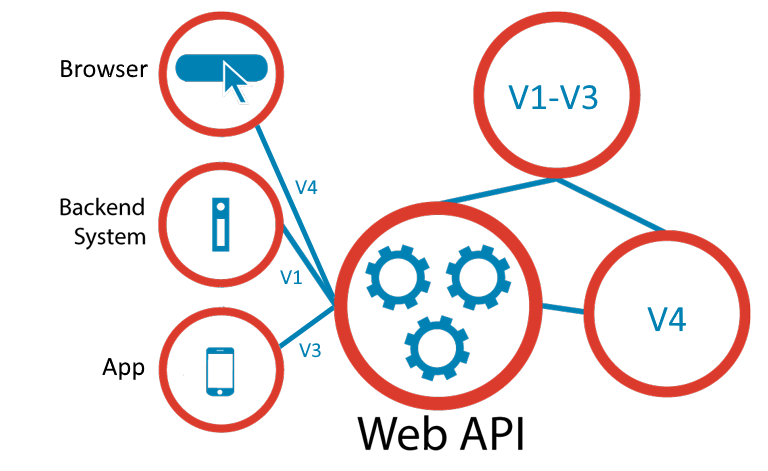 Browser
V4
V1-V3
Backend
System
V1
V4
App
V3
Web API